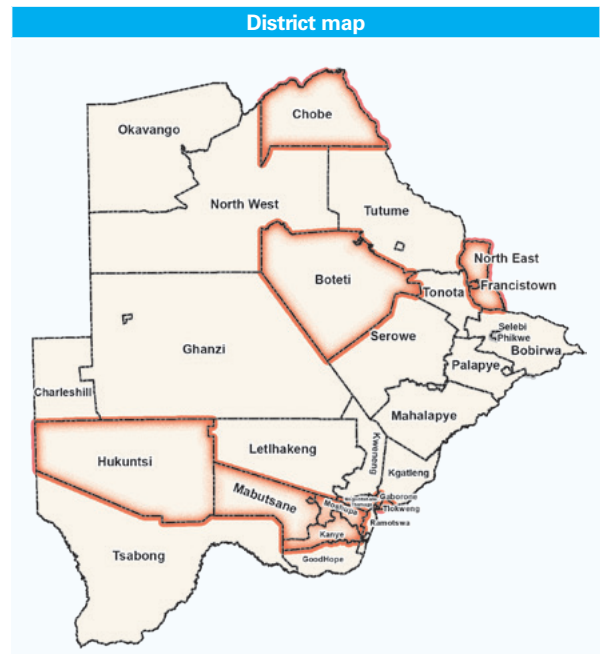 District map
Chobe
Okavango
North West
Tutume
North East
Boteti
Francistown
Tonota
Selebi
Phikwe
Serowe
Bobirwa
Ghanzi
Palapye
Charleshill
Mahalapye
Kweneng
Letlhakeng
Hukuntsi
Kgatleng
Mabutsane
Gaborone
Moshupa
Tlokweng
Ramotswa
Kanye
GoodHope
Tsabong